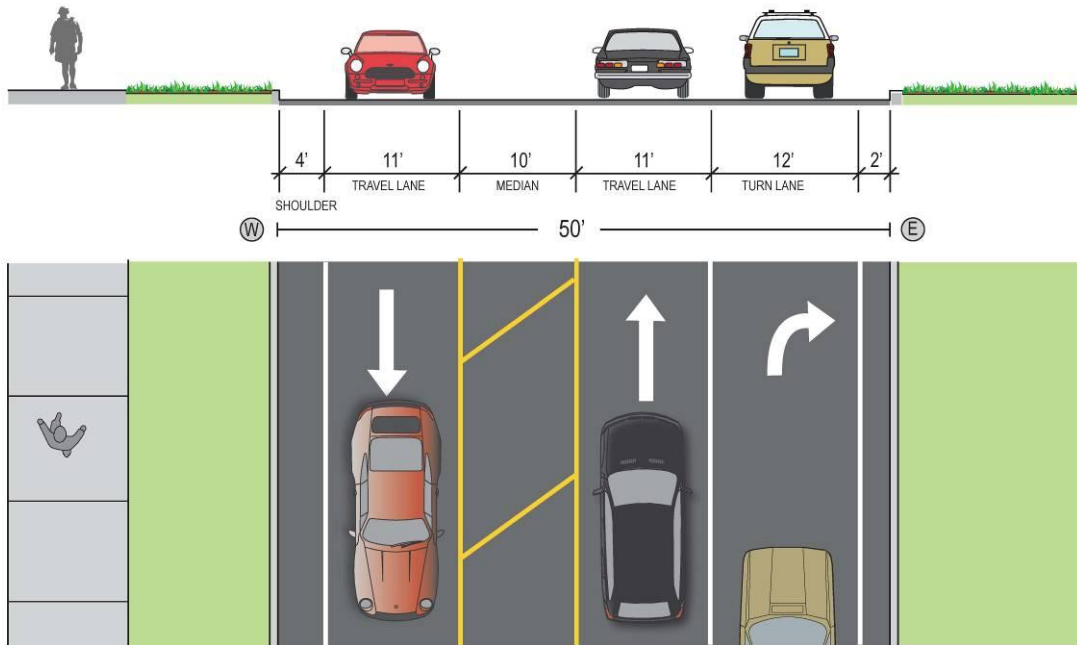 4' 11' 10' 11' 12' 2'
TRAVEL LANE MEDIAN TRAVEL LANE TURN LANE
SHOULDER
W 50' E